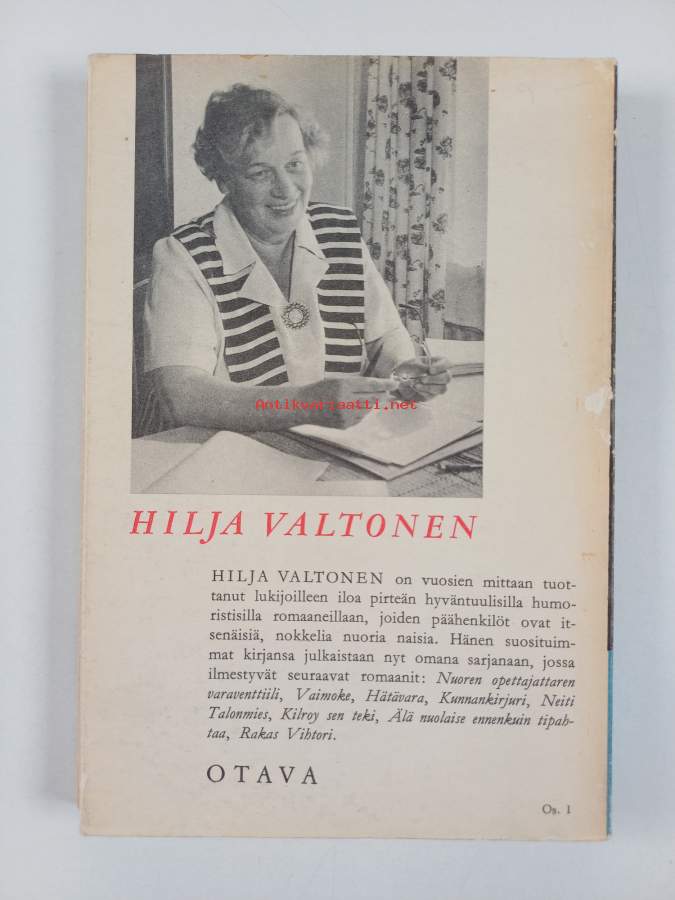 Antikvariaatti.net
HILJA VALTONEN
HILJA VALTONEN on vuosien mittaan tuot-
tanut lukijoilleen iloa pirteän hyväntuulisilla humo-
ristisilla romaaneillaan, joiden päähenkilöt ovat it-
senäisiä, nokkelia nuoria naisia. Hänen suosituim-
mat kirjansa julkaistaan nyt omana sarjanaan, jossa
ilmestyvät seuraavat romaanit: Nuoren opettajattaren
varaventtiili, Vaimoke, Hätävara, Kunnankirjuri, Neiti
Talonmies, Kilroy sen teki, Älä nuolaise ennenkuin tipah-
taa, Rakas Vihtori.
OTAVA
Os. 1